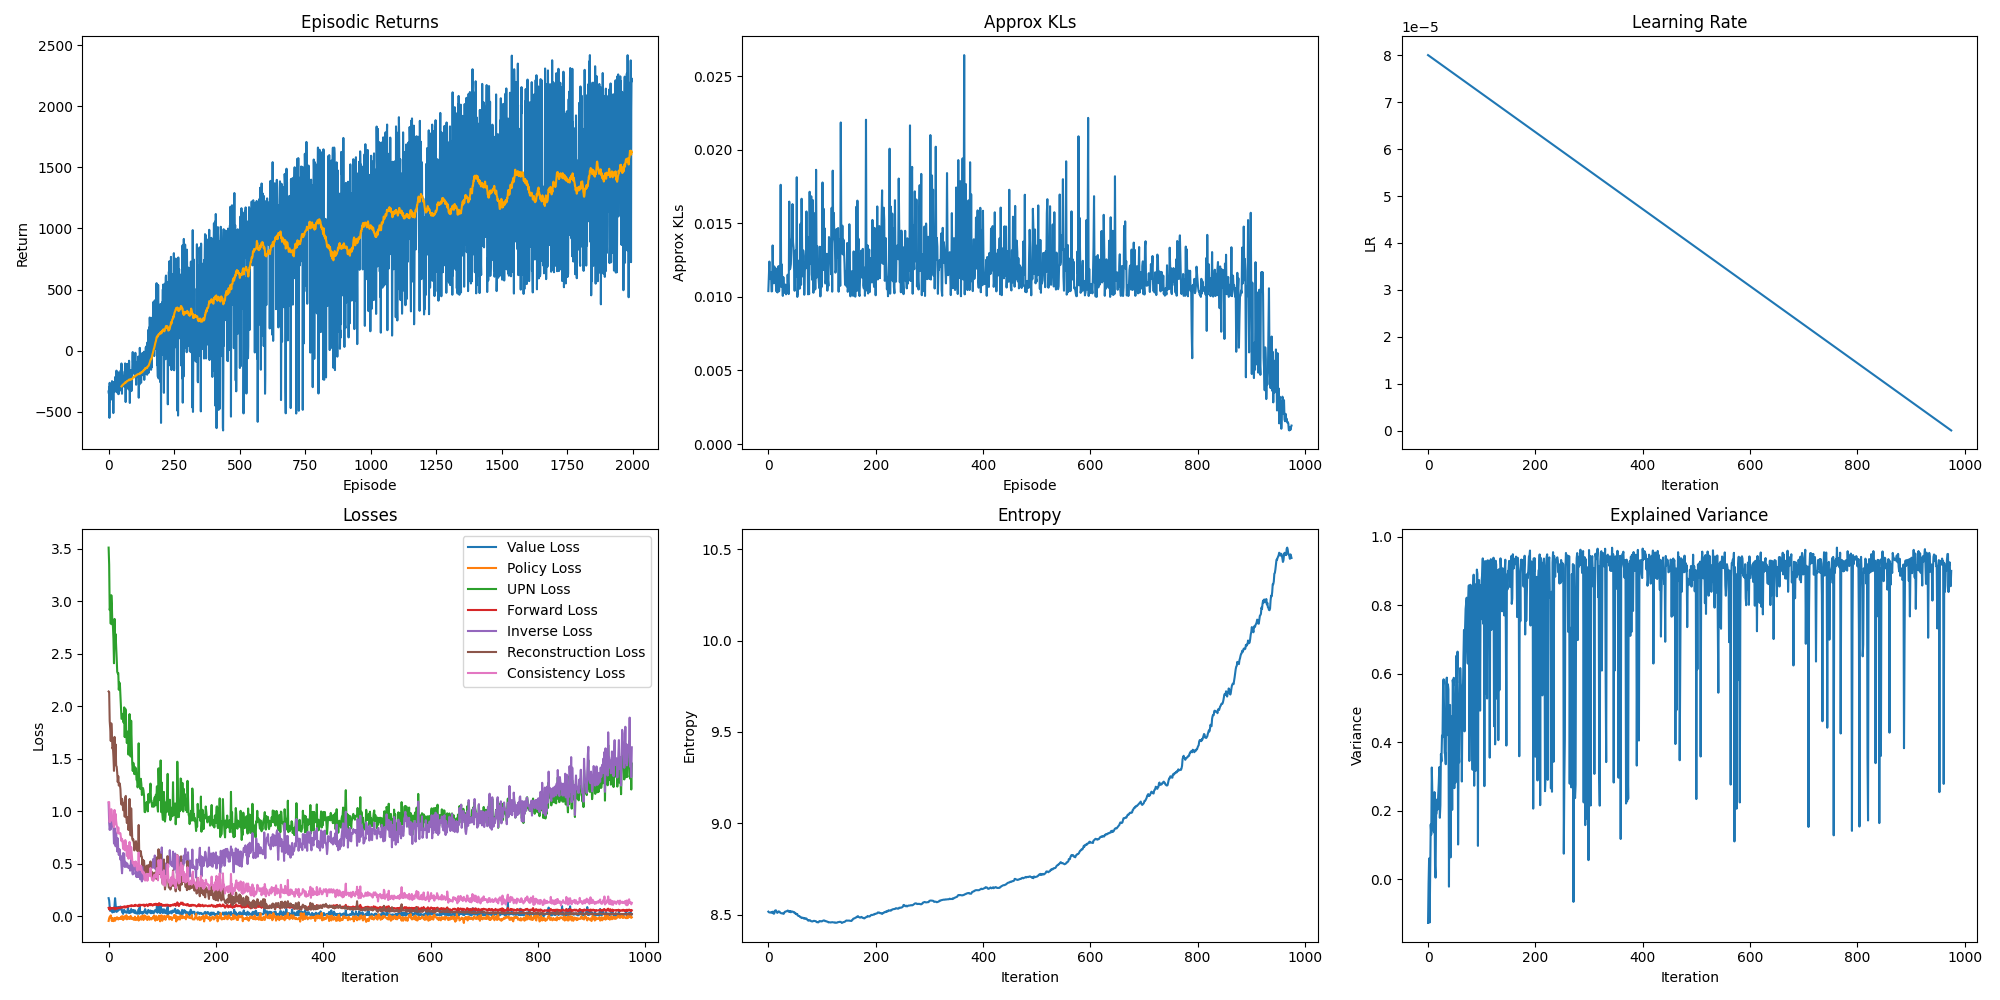 Episodic Returns
2500
2000
1500
1000
500
0
−500
0 250 500 750 1000 1250 1500 1750 2000
Episode
Return
Approx KLs
0.025
0.020
0.015
0.010
0.005
0.000
0 200 400 600 800 1000
Episode
Approx KLs
Learning Rate
1e−5
8
7
6
5
4
3
2
1
0
0 200 400 600 800 1000
Iteration
LR
Losses
3.5
3.0
2.5
2.0
1.5
1.0
0.5
0.0
0 200 400 600 800 1000
Iteration
Loss
Value Loss
Policy Loss
UPN Loss
Forward Loss
Inverse Loss
Reconstruction Loss
Consistency Loss
Entropy
10.5
10.0
9.5
9.0
8.5
0 200 400 600 800 1000
Iteration
Entropy
Explained Variance
1.0
0.8
0.6
0.4
0.2
0.0
0 200 400 600 800 1000
Iteration
Variance